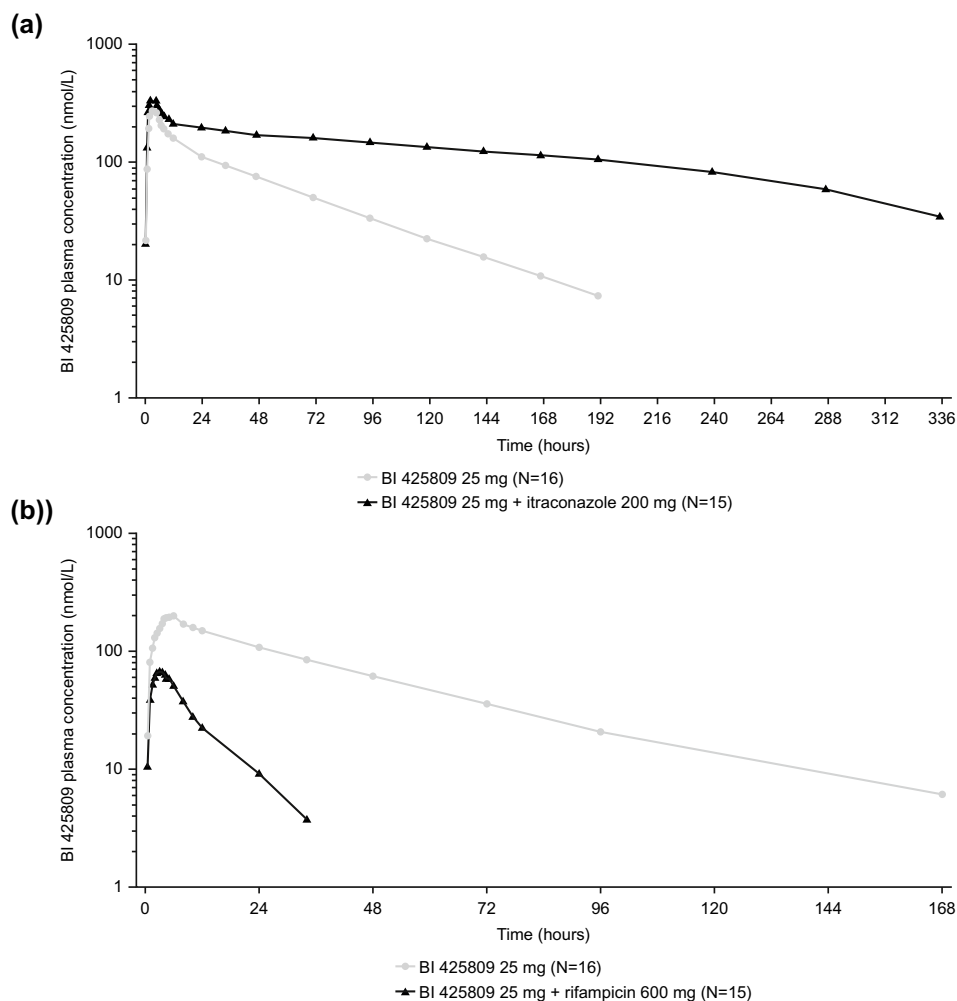 (a)
BI 425809 plasma concentration (nmol/L)
1000
100
10
1
0 24 48 72 96 120 144 168 192 216 240 264 288 312 336
Time (hours)
BI 425809 25 mg (N=16)
BI 425809 25 mg + itraconazole 200 mg (N=15)
(b))
BI 425809 plasma concentration (nmol/L)
1000
100
10
1
0 24 48 72 96 120 144 168
Time (hours)
BI 425809 25 mg (N=16)
BI 425809 25 mg + rifampicin 600 mg (N=15)